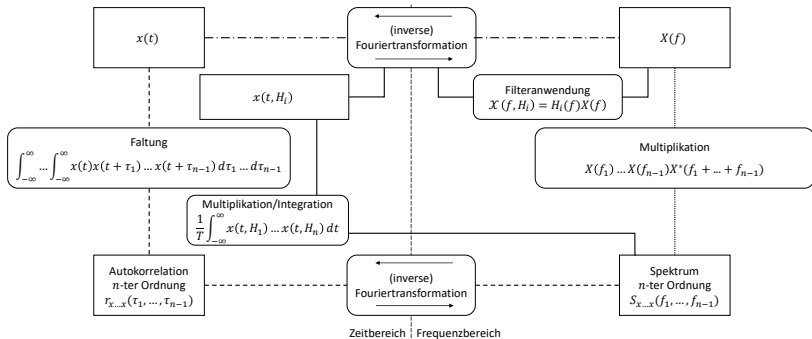 x(t)
(inverse)
Fouriertransformation
X(f)
x(t, H_i)
Filteranwendung
X(f, H_i) = H_i(f)X(f)
Faltung
∫_{-∞}^{∞} … ∫_{-∞}^{∞} x(t)x(t + τ_1) … x(t + τ_{n-1}) dτ_1 … dτ_{n-1}
Multiplikation
X(f_1) … X(f_{n-1})X*(f_1 + … + f_{n-1})
Multiplikation/Integration
1/T ∫_{-∞}^{∞} x(t, H_1) … x(t, H_n) dt
Autokorrelation
n-ter Ordnung
r_{x…x}(τ_1, …, τ_{n-1})
(inverse)
Fouriertransformation
Spektrum
n-ter Ordnung
S_{x…x}(f_1, …, f_{n-1})
Zeitbereich Frequenzbereich